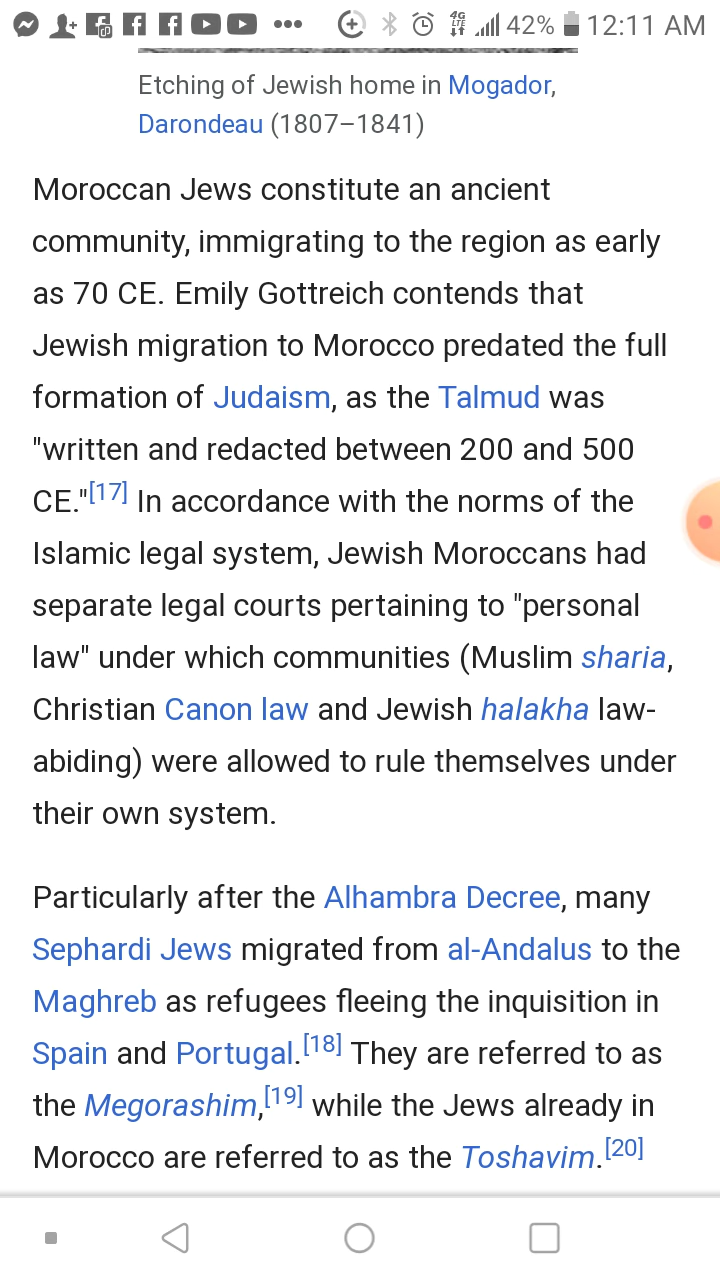 4G
LTE
42%
12:11 AM
Etching of Jewish home in Mogador,
Darondeau (1807–1841)
Moroccan Jews constitute an ancient
community, immigrating to the region as early
as 70 CE. Emily Gottreich contends that
Jewish migration to Morocco predated the full
formation of Judaism, as the Talmud was
"written and redacted between 200 and 500
CE."[17] In accordance with the norms of the
Islamic legal system, Jewish Moroccans had
separate legal courts pertaining to "personal
law" under which communities (Muslim sharia,
Christian Canon law and Jewish halakha law-
abiding) were allowed to rule themselves under
their own system.
Particularly after the Alhambra Decree, many
Sephardi Jews migrated from al-Andalus to the
Maghreb as refugees fleeing the inquisition in
Spain and Portugal.[18] They are referred to as
the Megorashim,[19] while the Jews already in
Morocco are referred to as the Toshavim.[20]